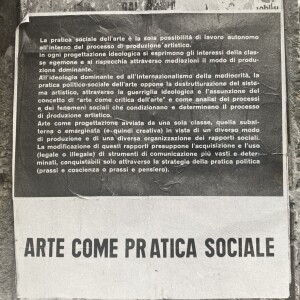 La pratica sociale dell'arte è la sola possibilità di lavoro autonomo
all'interno del processo di produzione artistico.
In ogni progettazione ideologica si esprimono gli interessi della clas-
se egemone e si rispecchia attraverso mediazioni il modo di produ-
zione dominante.
All'ideologia dominante ed all'internazionalismo della mediocrità, la
pratica politico-sociale dell'arte oppone la destrutturazione del siste-
ma artistico, attraverso la guerriglia ideologica e l'assunzione del
concetto di "arte come critica dell'arte" e come analisi dei processi
e dei fenomeni sociali che condizionano e determinano il processo
di produzione artistico.
Arte come progettazione avviata da una sola classe, quella subal-
terna o emarginata (e-quindi creativa) in vista di un diverso modo
di produzione e di una diversa organizzazione dei rapporti sociali.
La modificazione di questi rapporti presuppone l'acquisizione e l'uso
(legale o illegale) di strumenti di comunicazione più vasti e deter-
minati, conquistabili solo attraverso la strategia della pratica politica
(prassi e coscienza o prassi e pensiero).
ARTE COME PRATICA SOCIALE